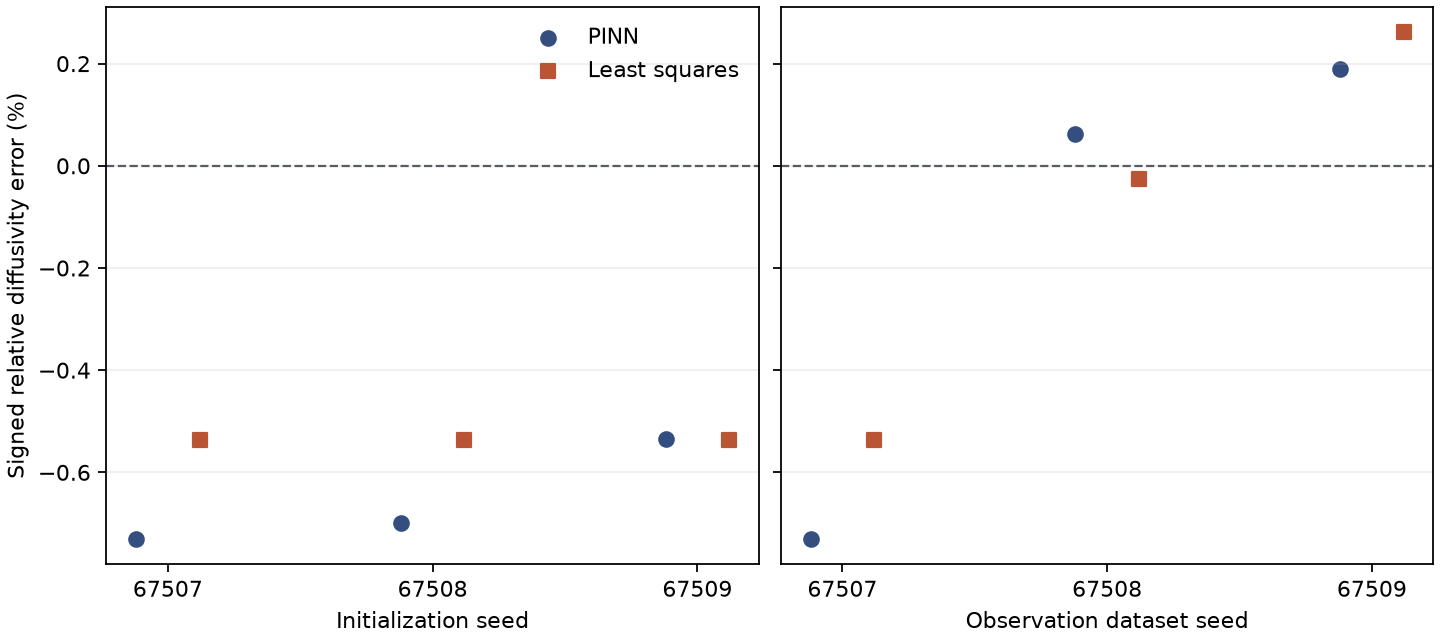 PINN
Least squares
Signed relative diffusivity error (%)
0.2
0.0
−0.2
−0.4
−0.6
67507
67508
67509
Initialization seed
67507
67508
67509
Observation dataset seed